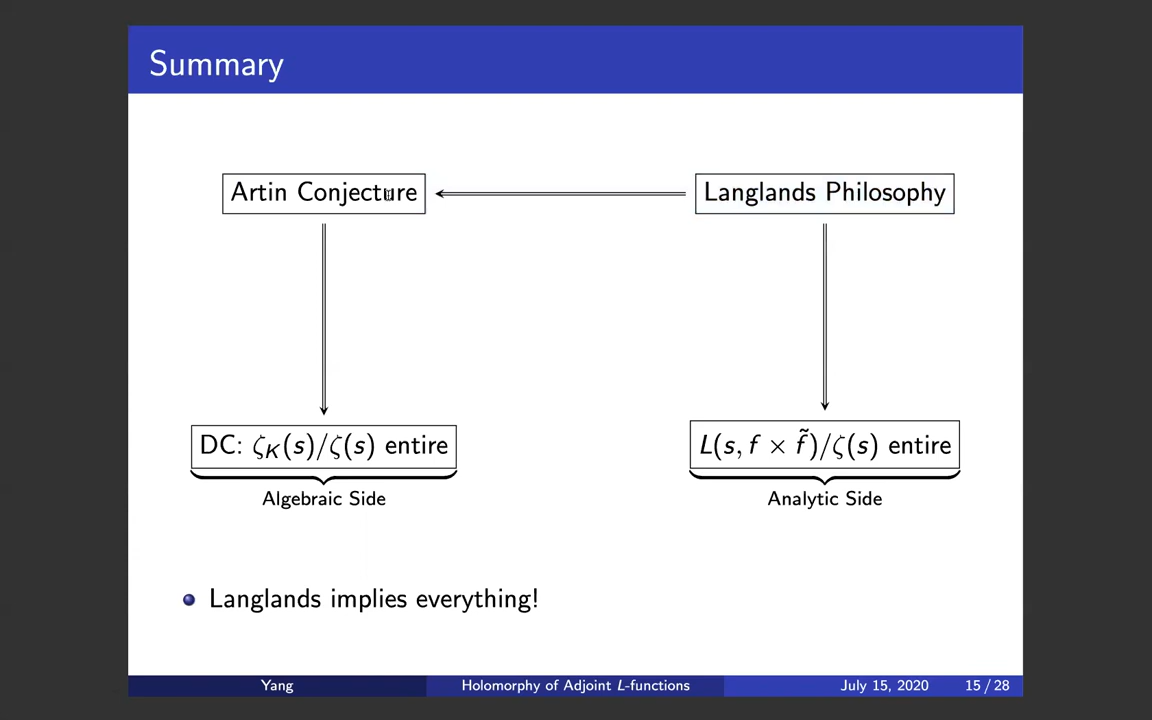 Summary
Artin Conjecture
Langlands Philosophy
DC: ζ_K(s)/ζ(s) entire
L(s, f × f̃)/ζ(s) entire
Algebraic Side
Analytic Side
Langlands implies everything!
Yang
Holomorphy of Adjoint L-functions
July 15, 2020
15 / 28